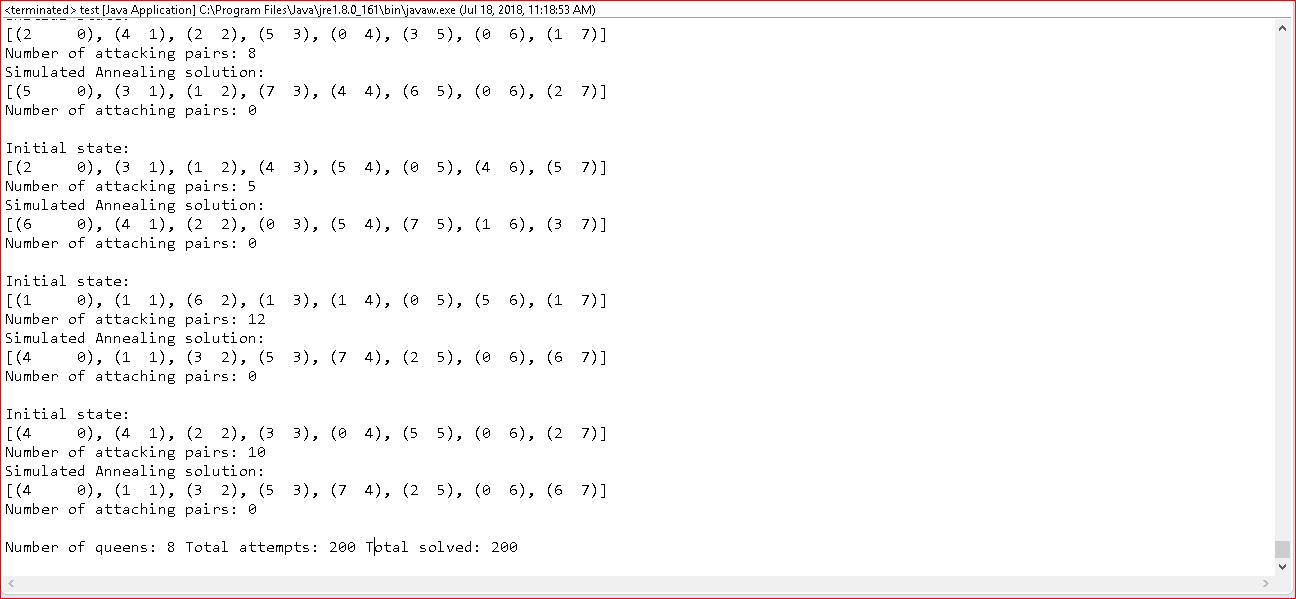 <terminated> test [Java Application] C:\Program Files\Java\jre1.8.0_161\bin\javaw.exe (Jul 18, 2018, 11:18:53 AM)
[(2     0), (4  1), (2  2), (5  3), (0  4), (3  5), (0  6), (1  7)]
Number of attacking pairs: 8
Simulated Annealing solution:
[(5     0), (3  1), (1  2), (7  3), (4  4), (6  5), (0  6), (2  7)]
Number of attaching pairs: 0
Initial state:
[(2     0), (3  1), (1  2), (4  3), (5  4), (0  5), (4  6), (5  7)]
Number of attacking pairs: 5
Simulated Annealing solution:
[(6     0), (4  1), (2  2), (0  3), (5  4), (7  5), (1  6), (3  7)]
Number of attaching pairs: 0
Initial state:
[(1     0), (1  1), (6  2), (1  3), (1  4), (0  5), (5  6), (1  7)]
Number of attacking pairs: 12
Simulated Annealing solution:
[(4     0), (1  1), (3  2), (5  3), (7  4), (2  5), (0  6), (6  7)]
Number of attaching pairs: 0
Initial state:
[(4     0), (4  1), (2  2), (3  3), (0  4), (5  5), (0  6), (2  7)]
Number of attacking pairs: 10
Simulated Annealing solution:
[(4     0), (1  1), (3  2), (5  3), (7  4), (2  5), (0  6), (6  7)]
Number of attaching pairs: 0
Number of queens: 8 Total attempts: 200 Total solved: 200